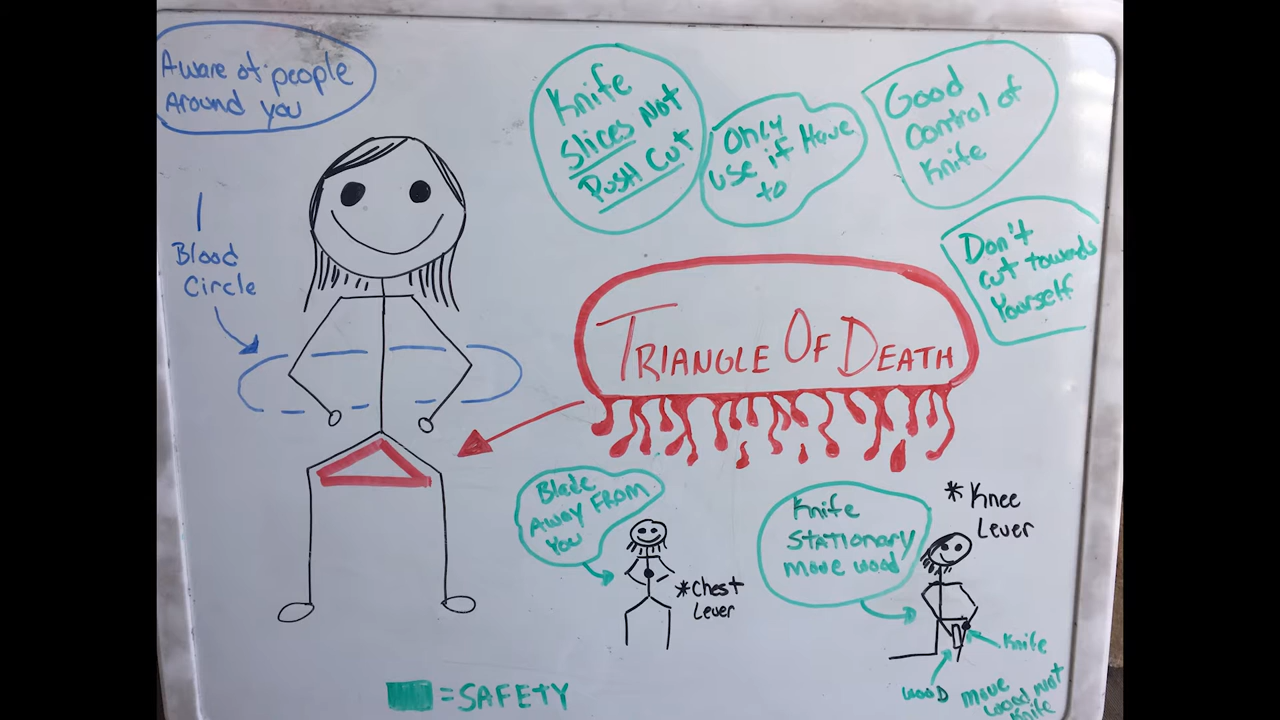 Aware of people
Around you
Blood
Circle
Knife
Slices Not
Push Cut
Only
use if Have
to
Good
control of
knife
Don't
cut towards
Yourself
TRIANGLE OF DEATH
Blade
Away From
You
*Chest
Lever
Knife
Stationary
move wood
*Knee
Lever
Knife
WOOD
move
wood not
knife
= SAFETY